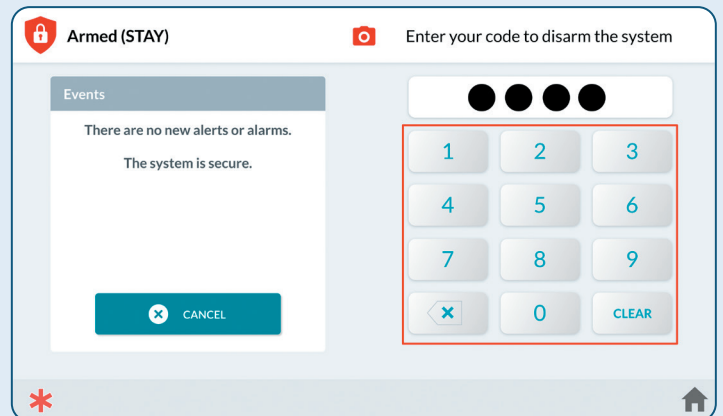 Armed (STAY)
Enter your code to disarm the system
Events
There are no new alerts or alarms.
The system is secure.
CANCEL
1 2 3
4 5 6
7 8 9
0 CLEAR